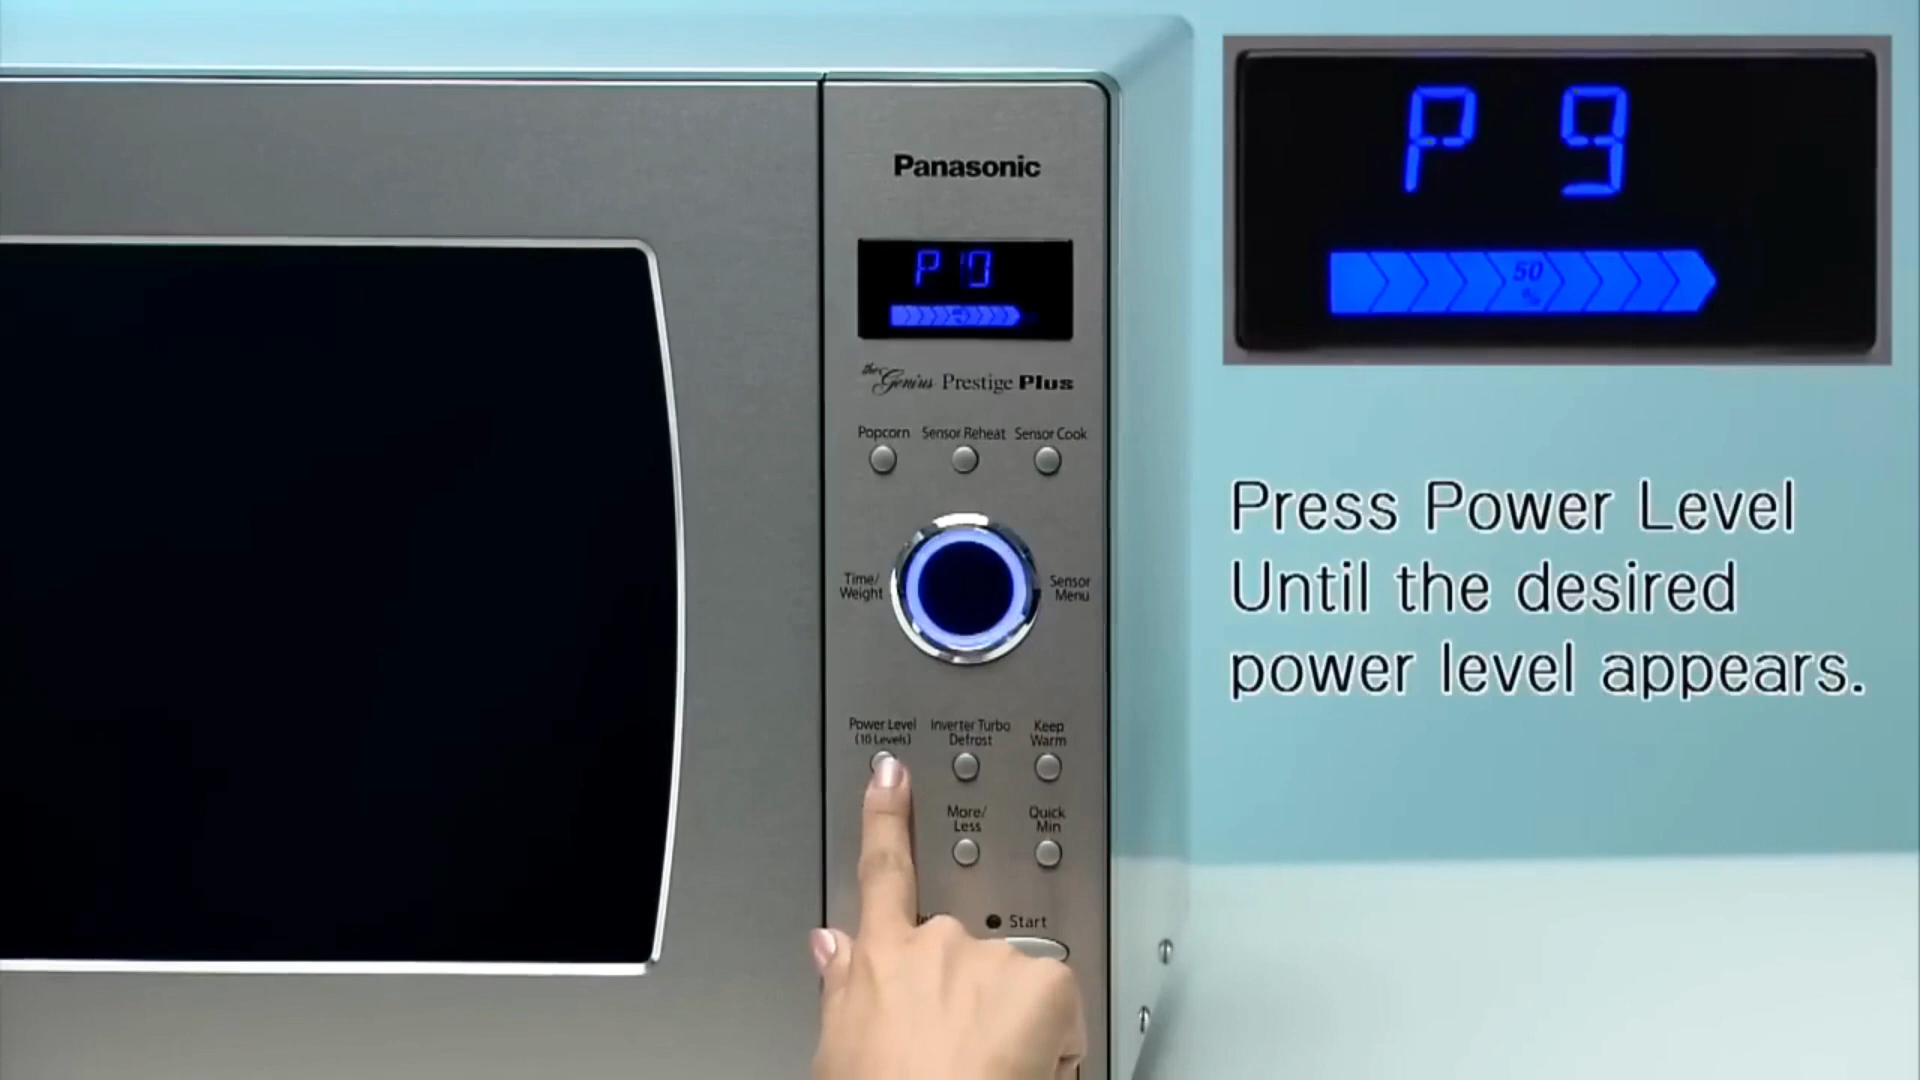 Panasonic
P 10
the Genius Prestige Plus
Popcorn
Sensor Reheat
Sensor Cook
Time/
Weight
Sensor
Menu
Power Level
(10 Levels)
Inverter Turbo
Defrost
Keep
Warm
More/
Less
Quick
Min
Start
P 9
50
%
Press Power Level
Until the desired
power level appears.